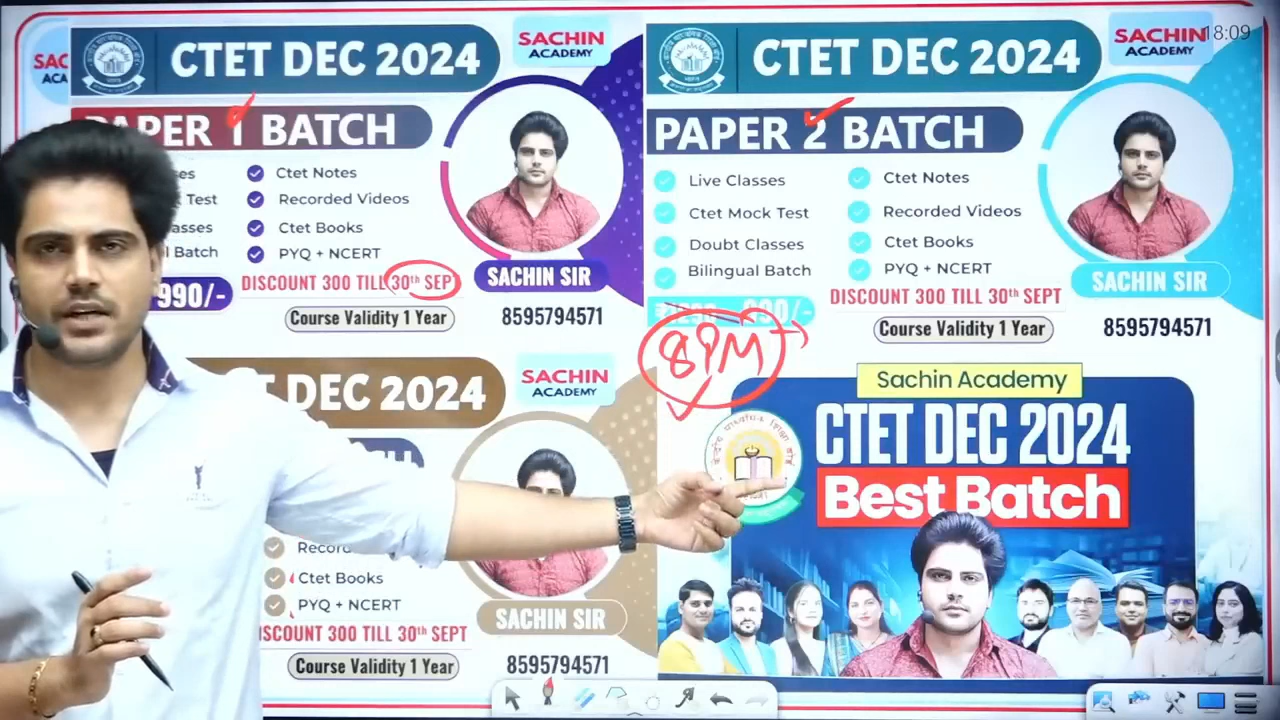 SAC
ACA
CTET DEC 2024
SACHIN
ACADEMY
PAPER 1 BATCH
Ctet Notes
Test
Recorded Videos
asses
Ctet Books
Batch
PYQ + NCERT
990/-
DISCOUNT 300 TILL 30th SEP
SACHIN SIR
Course Validity 1 Year
8595794571
CTET DEC 2024
SACHIN
ACADEMY
18:09
PAPER 2 BATCH
Live Classes
Ctet Notes
Ctet Mock Test
Recorded Videos
Doubt Classes
Ctet Books
Bilingual Batch
PYQ + NCERT
DISCOUNT 300 TILL 30th SEPT
SACHIN SIR
Course Validity 1 Year
8595794571
8PM
DEC 2024
SACHIN
ACADEMY
Ctet Books
PYQ + NCERT
ISCOUNT 300 TILL 30th SEPT
SACHIN SIR
Course Validity 1 Year
8595794571
Sachin Academy
CTET DEC 2024
Best Batch